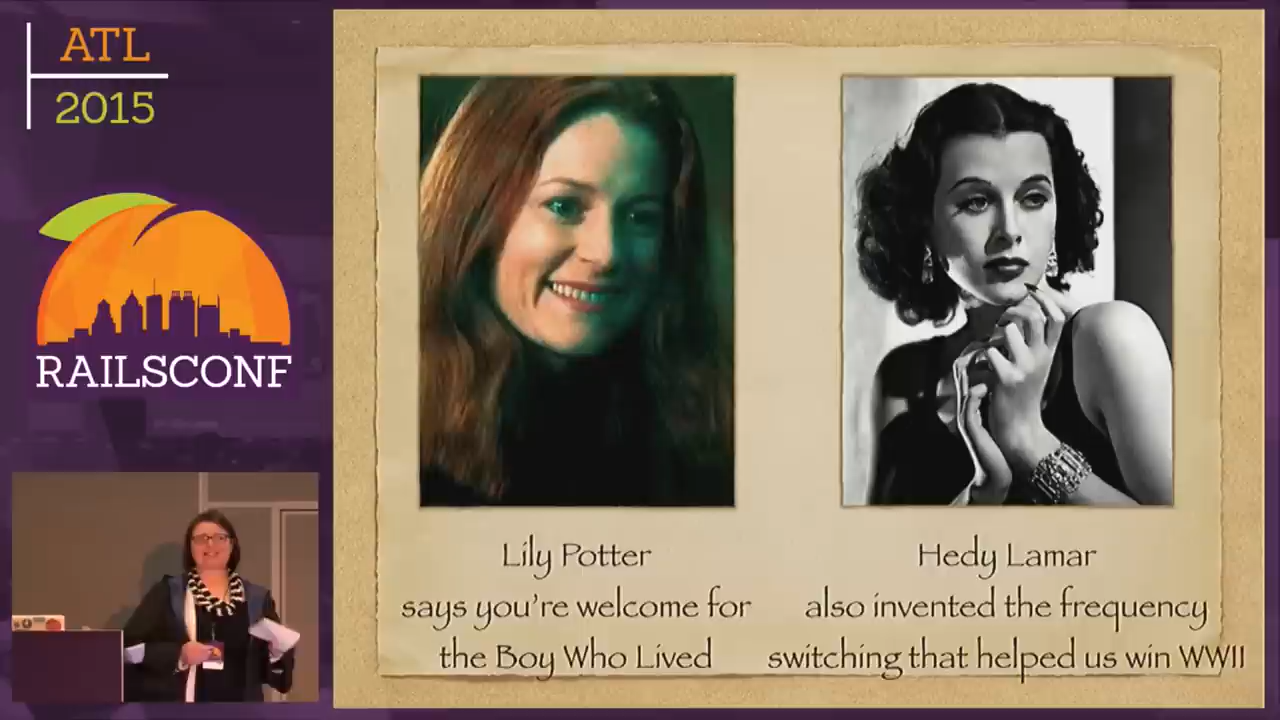 ATL
2015
RAILSCONF
Lily Potter
says you're welcome for
the Boy Who Lived
Hedy Lamar
also invented the frequency
switching that helped us win WWII